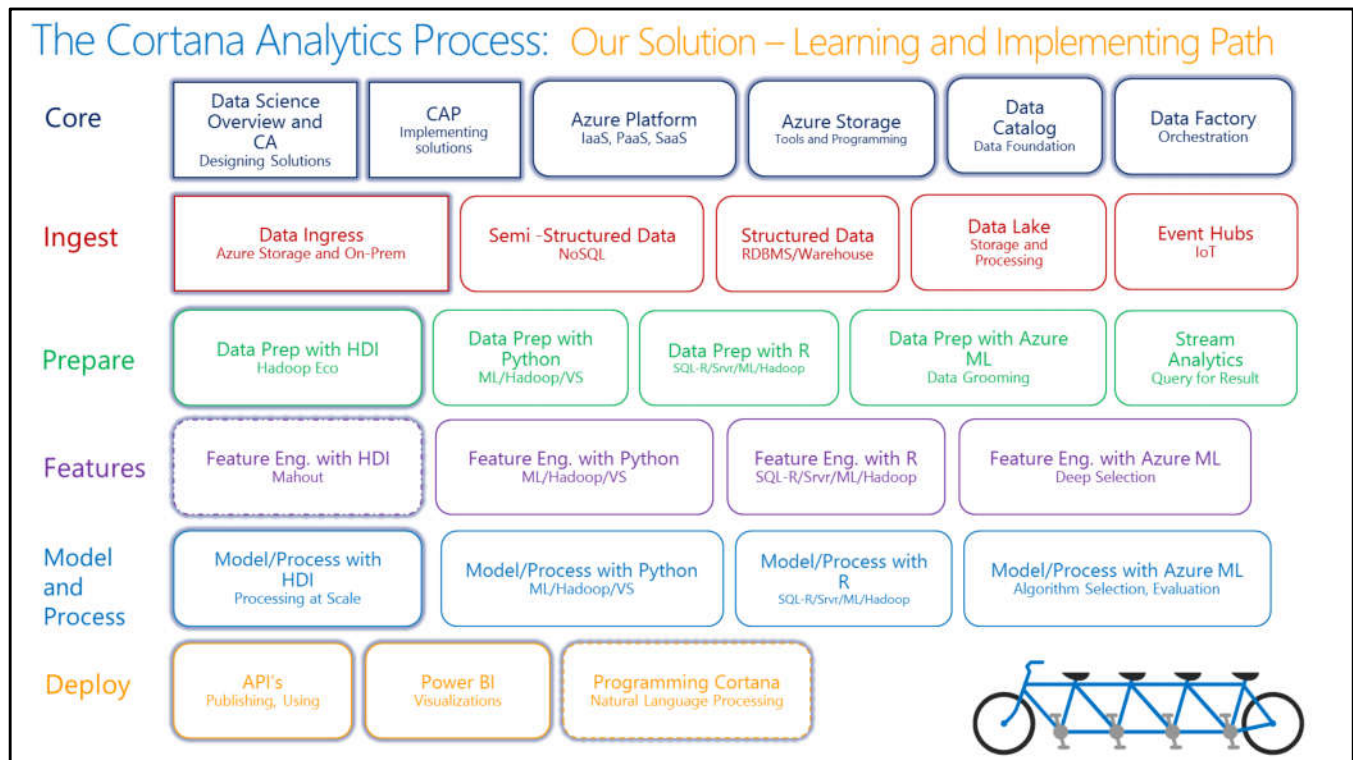 The Cortana Analytics Process: Our Solution – Learning and Implementing Path
Core
Data Science
Overview and
CA
Designing Solutions
CAP
Implementing
solutions
Azure Platform
IaaS, PaaS, SaaS
Azure Storage
Tools and Programming
Data
Catalog
Data Foundation
Data Factory
Orchestration
Ingest
Data Ingress
Azure Storage and On-Prem
Semi -Structured Data
NoSQL
Structured Data
RDBMS/Warehouse
Data Lake
Storage and
Processing
Event Hubs
IoT
Prepare
Data Prep with HDI
Hadoop Eco
Data Prep with
Python
ML/Hadoop/VS
Data Prep with R
SQL-R/Srvr/ML/Hadoop
Data Prep with Azure
ML
Data Grooming
Stream
Analytics
Query for Result
Features
Feature Eng. with HDI
Mahout
Feature Eng. with Python
ML/Hadoop/VS
Feature Eng. with R
SQL-R/Srvr/ML/Hadoop
Feature Eng. with Azure ML
Deep Selection
Model
and
Process
Model/Process with
HDI
Processing at Scale
Model/Process with Python
ML/Hadoop/VS
Model/Process with
R
SQL-R/Srvr/ML/Hadoop
Model/Process with Azure ML
Algorithm Selection, Evaluation
Deploy
API's
Publishing, Using
Power BI
Visualizations
Programming Cortana
Natural Language Processing